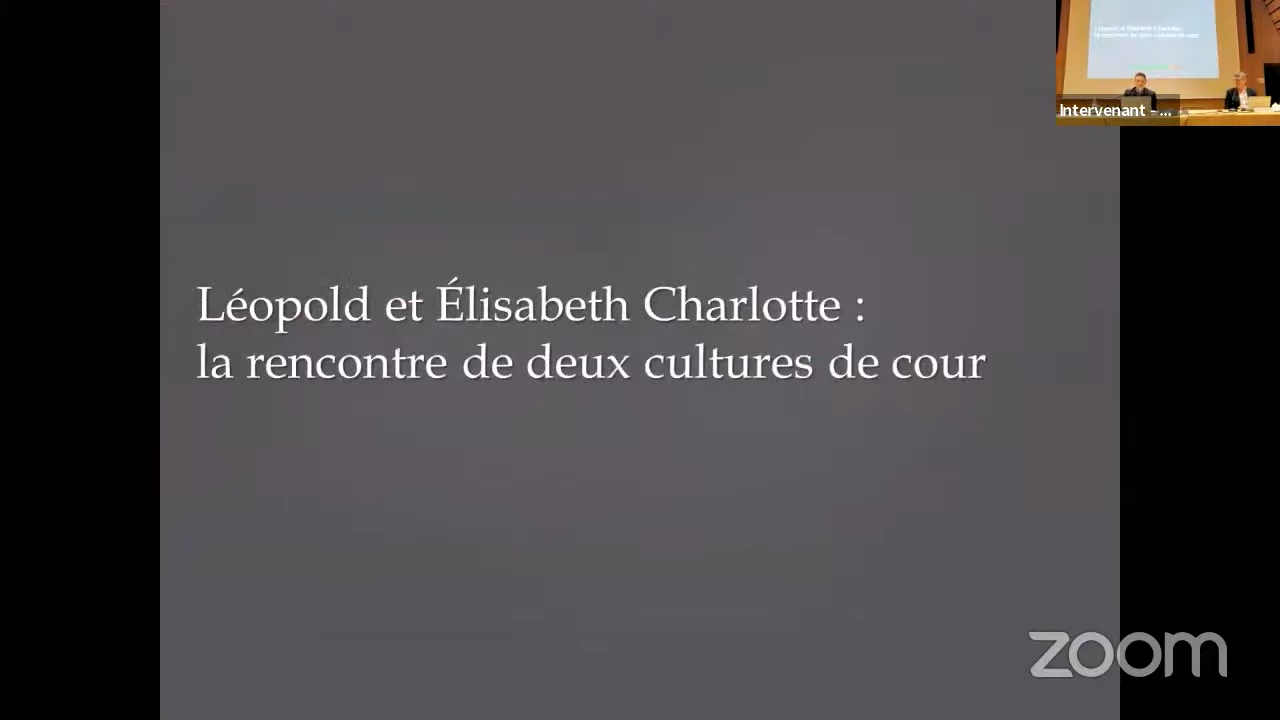 Intervenant - ...
Léopold et Élisabeth Charlotte :
la rencontre de deux cultures de cour
zoom